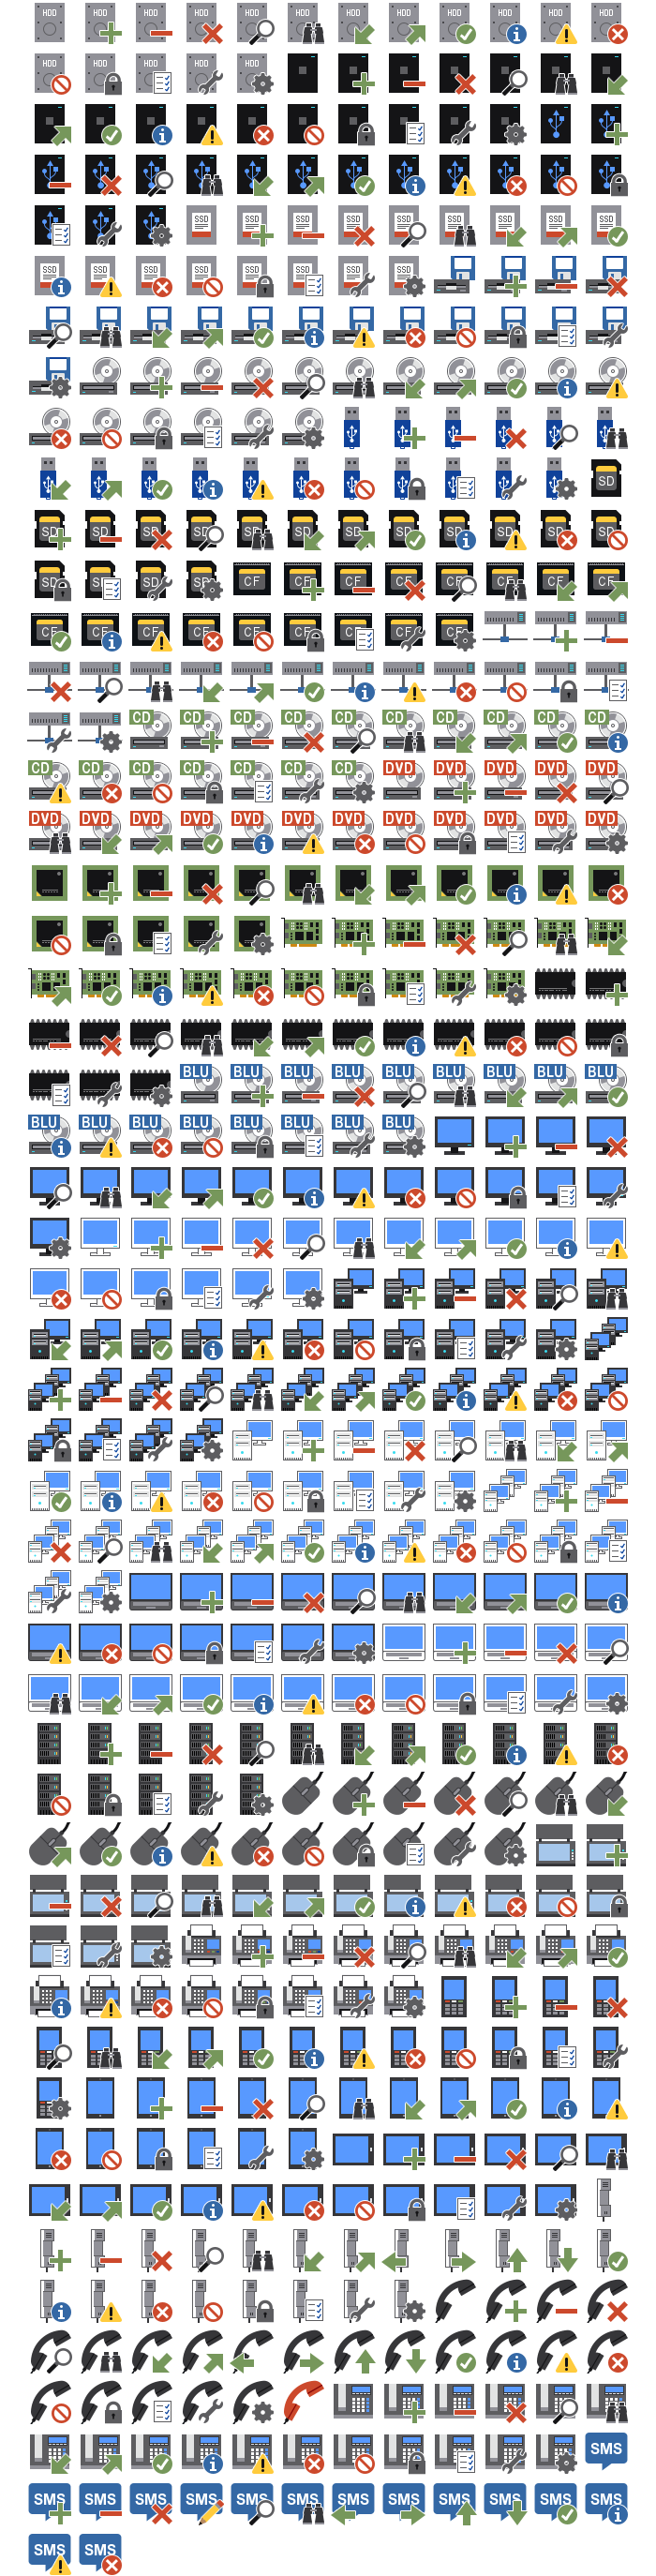 HDD HDD HDD HDD HDD HDD HDD HDD HDD HDD HDD HDD
HDD HDD HDD HDD HDD
SSD SSD SSD SSD SSD SSD SSD SSD SSD
SSD SSD SSD SSD SSD SSD SSD SSD
SD
SD SD SD SD SD SD SD SD SD SD SD SD
SD SD SD SD CF CF CF CF CF CF CF CF
CF CF CF CF CF CF CF CF CF
CD CD CD CD CD CD CD CD CD CD
CD CD CD CD CD CD CD DVD DVD DVD DVD DVD
DVD DVD DVD DVD DVD DVD DVD DVD DVD DVD DVD DVD
BLU BLU BLU BLU BLU BLU BLU BLU BLU
BLU BLU BLU BLU BLU BLU BLU BLU
SMS
SMS SMS SMS SMS SMS SMS SMS SMS SMS SMS SMS SMS
SMS SMS